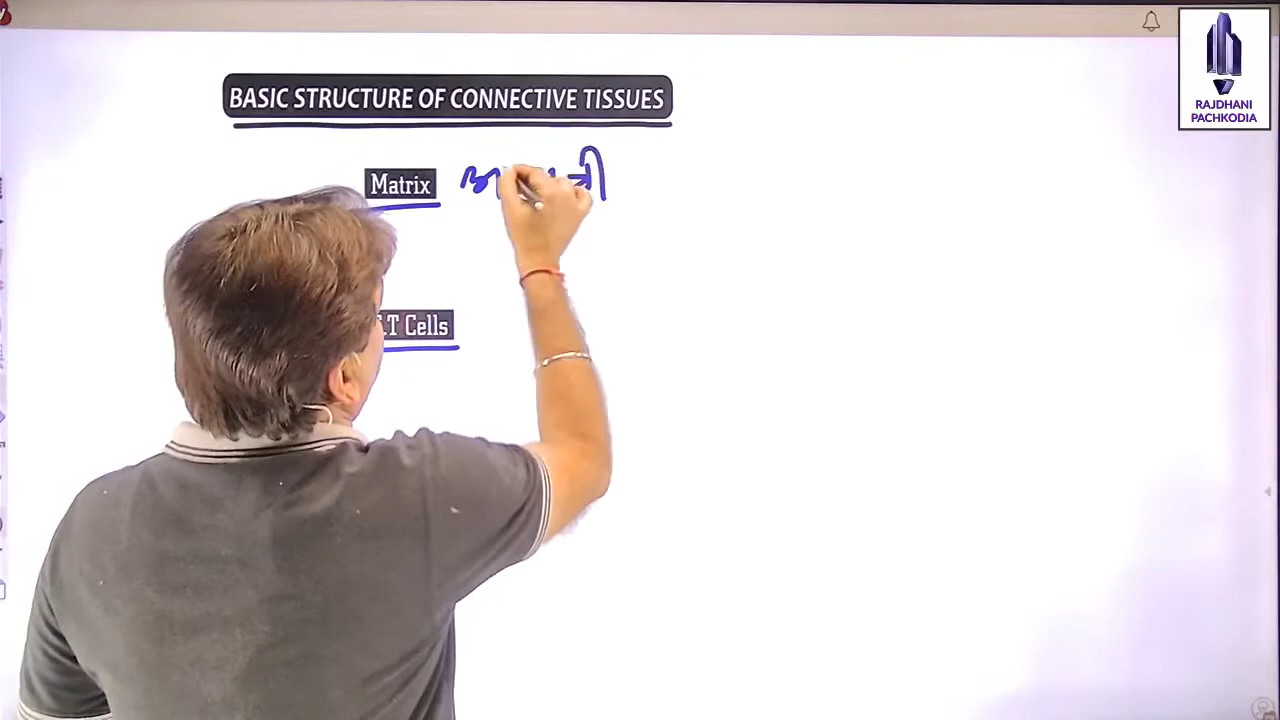 RAJDHANI
PACHKODIA
BASIC STRUCTURE OF CONNECTIVE TISSUES
Matrix
.T Cells